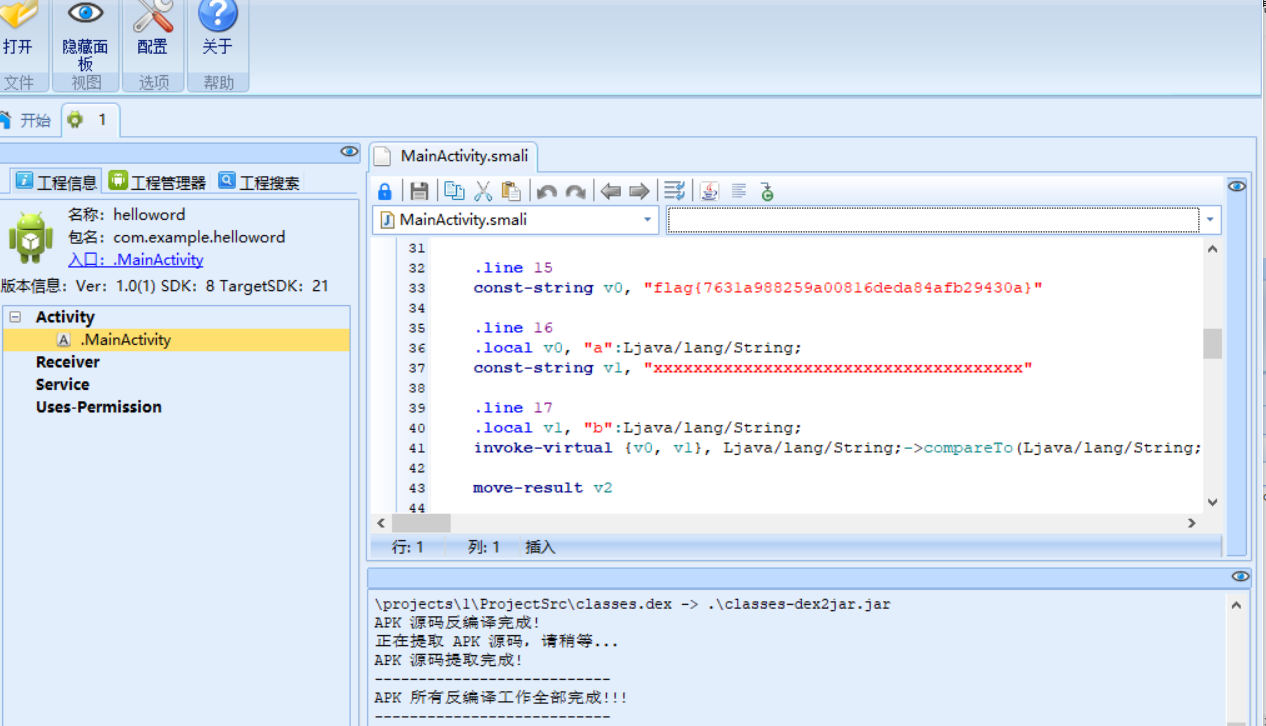 打开
隐藏面
板
配置
关于
文件
视图
选项
帮助
开始
1
工程信息
工程管理器
工程搜索
名称: helloword
包名: com.example.helloword
入口: .MainActivity
版本信息: Ver: 1.0(1) SDK: 8 TargetSDK: 21
Activity
A .MainActivity
Receiver
Service
Uses-Permission
MainActivity.smali
MainActivity.smali
31
32 .line 15
33 const-string v0, "flag{7631a988259a00816deda84afb29430a}"
34
35 .line 16
36 .local v0, "a":Ljava/lang/String;
37 const-string v1, "xxxxxxxxxxxxxxxxxxxxxxxxxxxxxxxxxxxxx"
38
39 .line 17
40 .local v1, "b":Ljava/lang/String;
41 invoke-virtual {v0, v1}, Ljava/lang/String;->compareTo(Ljava/lang/String;
42
43 move-result v2
44
行: 1 列: 1 插入
\projects\1\ProjectSrc\classes.dex -> .\classes-dex2jar.jar
APK 源码反编译完成!
正在提取 APK 源码，请稍等...
APK 源码提取完成!
---------------------------
APK 所有反编译工作全部完成!!!
---------------------------